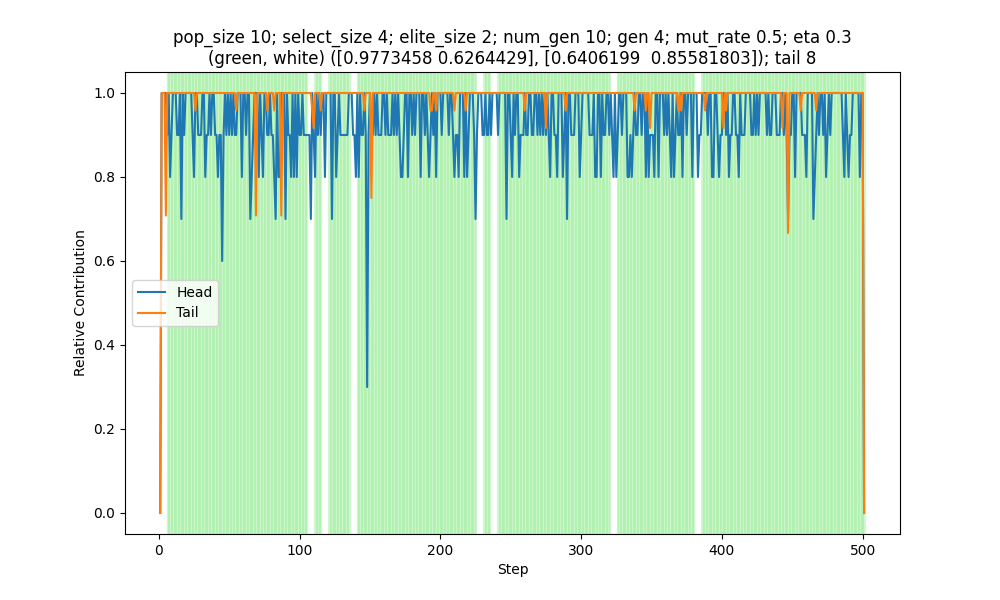 pop_size 10; select_size 4; elite_size 2; num_gen 10; gen 4; mut_rate 0.5; eta 0.3
(green, white) ([0.9773458 0.6264429], [0.6406199  0.85581803]); tail 8
1.0
0.8
0.6
0.4
0.2
0.0
Relative Contribution
Head
Tail
0
100
200
300
400
500
Step